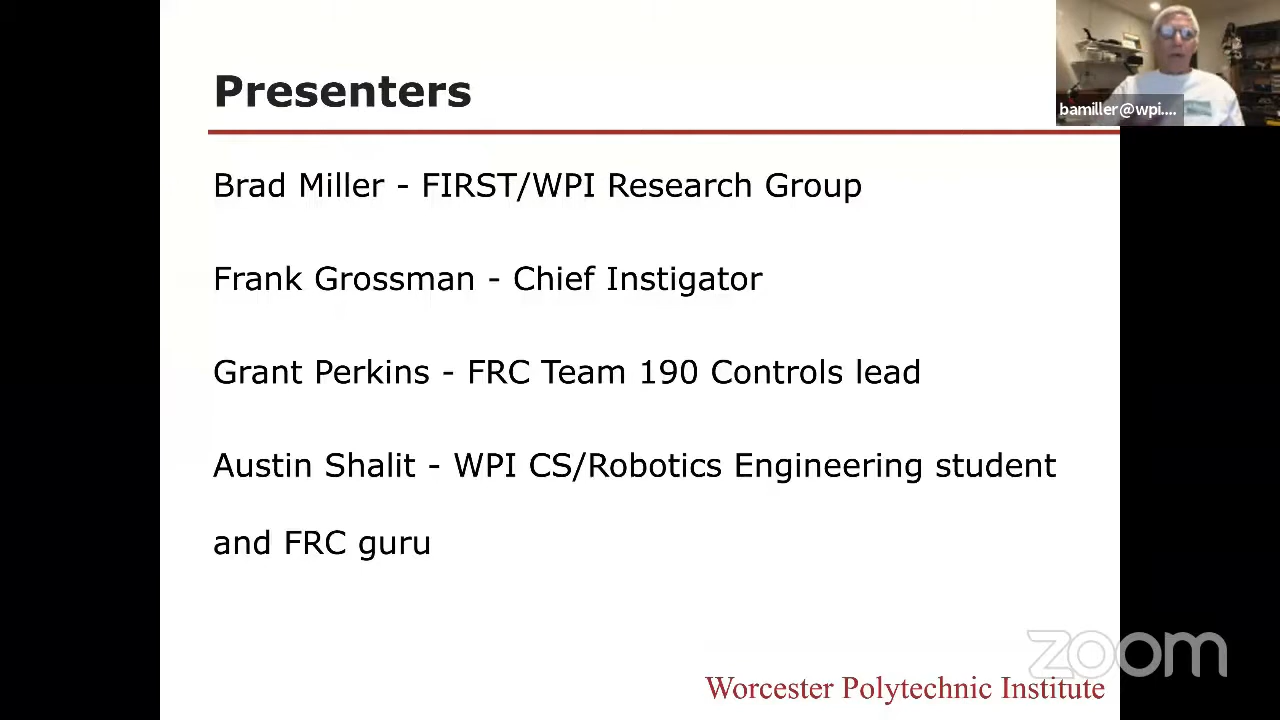 Presenters
bamiller@wpi....
Brad Miller - FIRST/WPI Research Group
Frank Grossman - Chief Instigator
Grant Perkins - FRC Team 190 Controls lead
Austin Shalit - WPI CS/Robotics Engineering student
and FRC guru
zoom
Worcester Polytechnic Institute